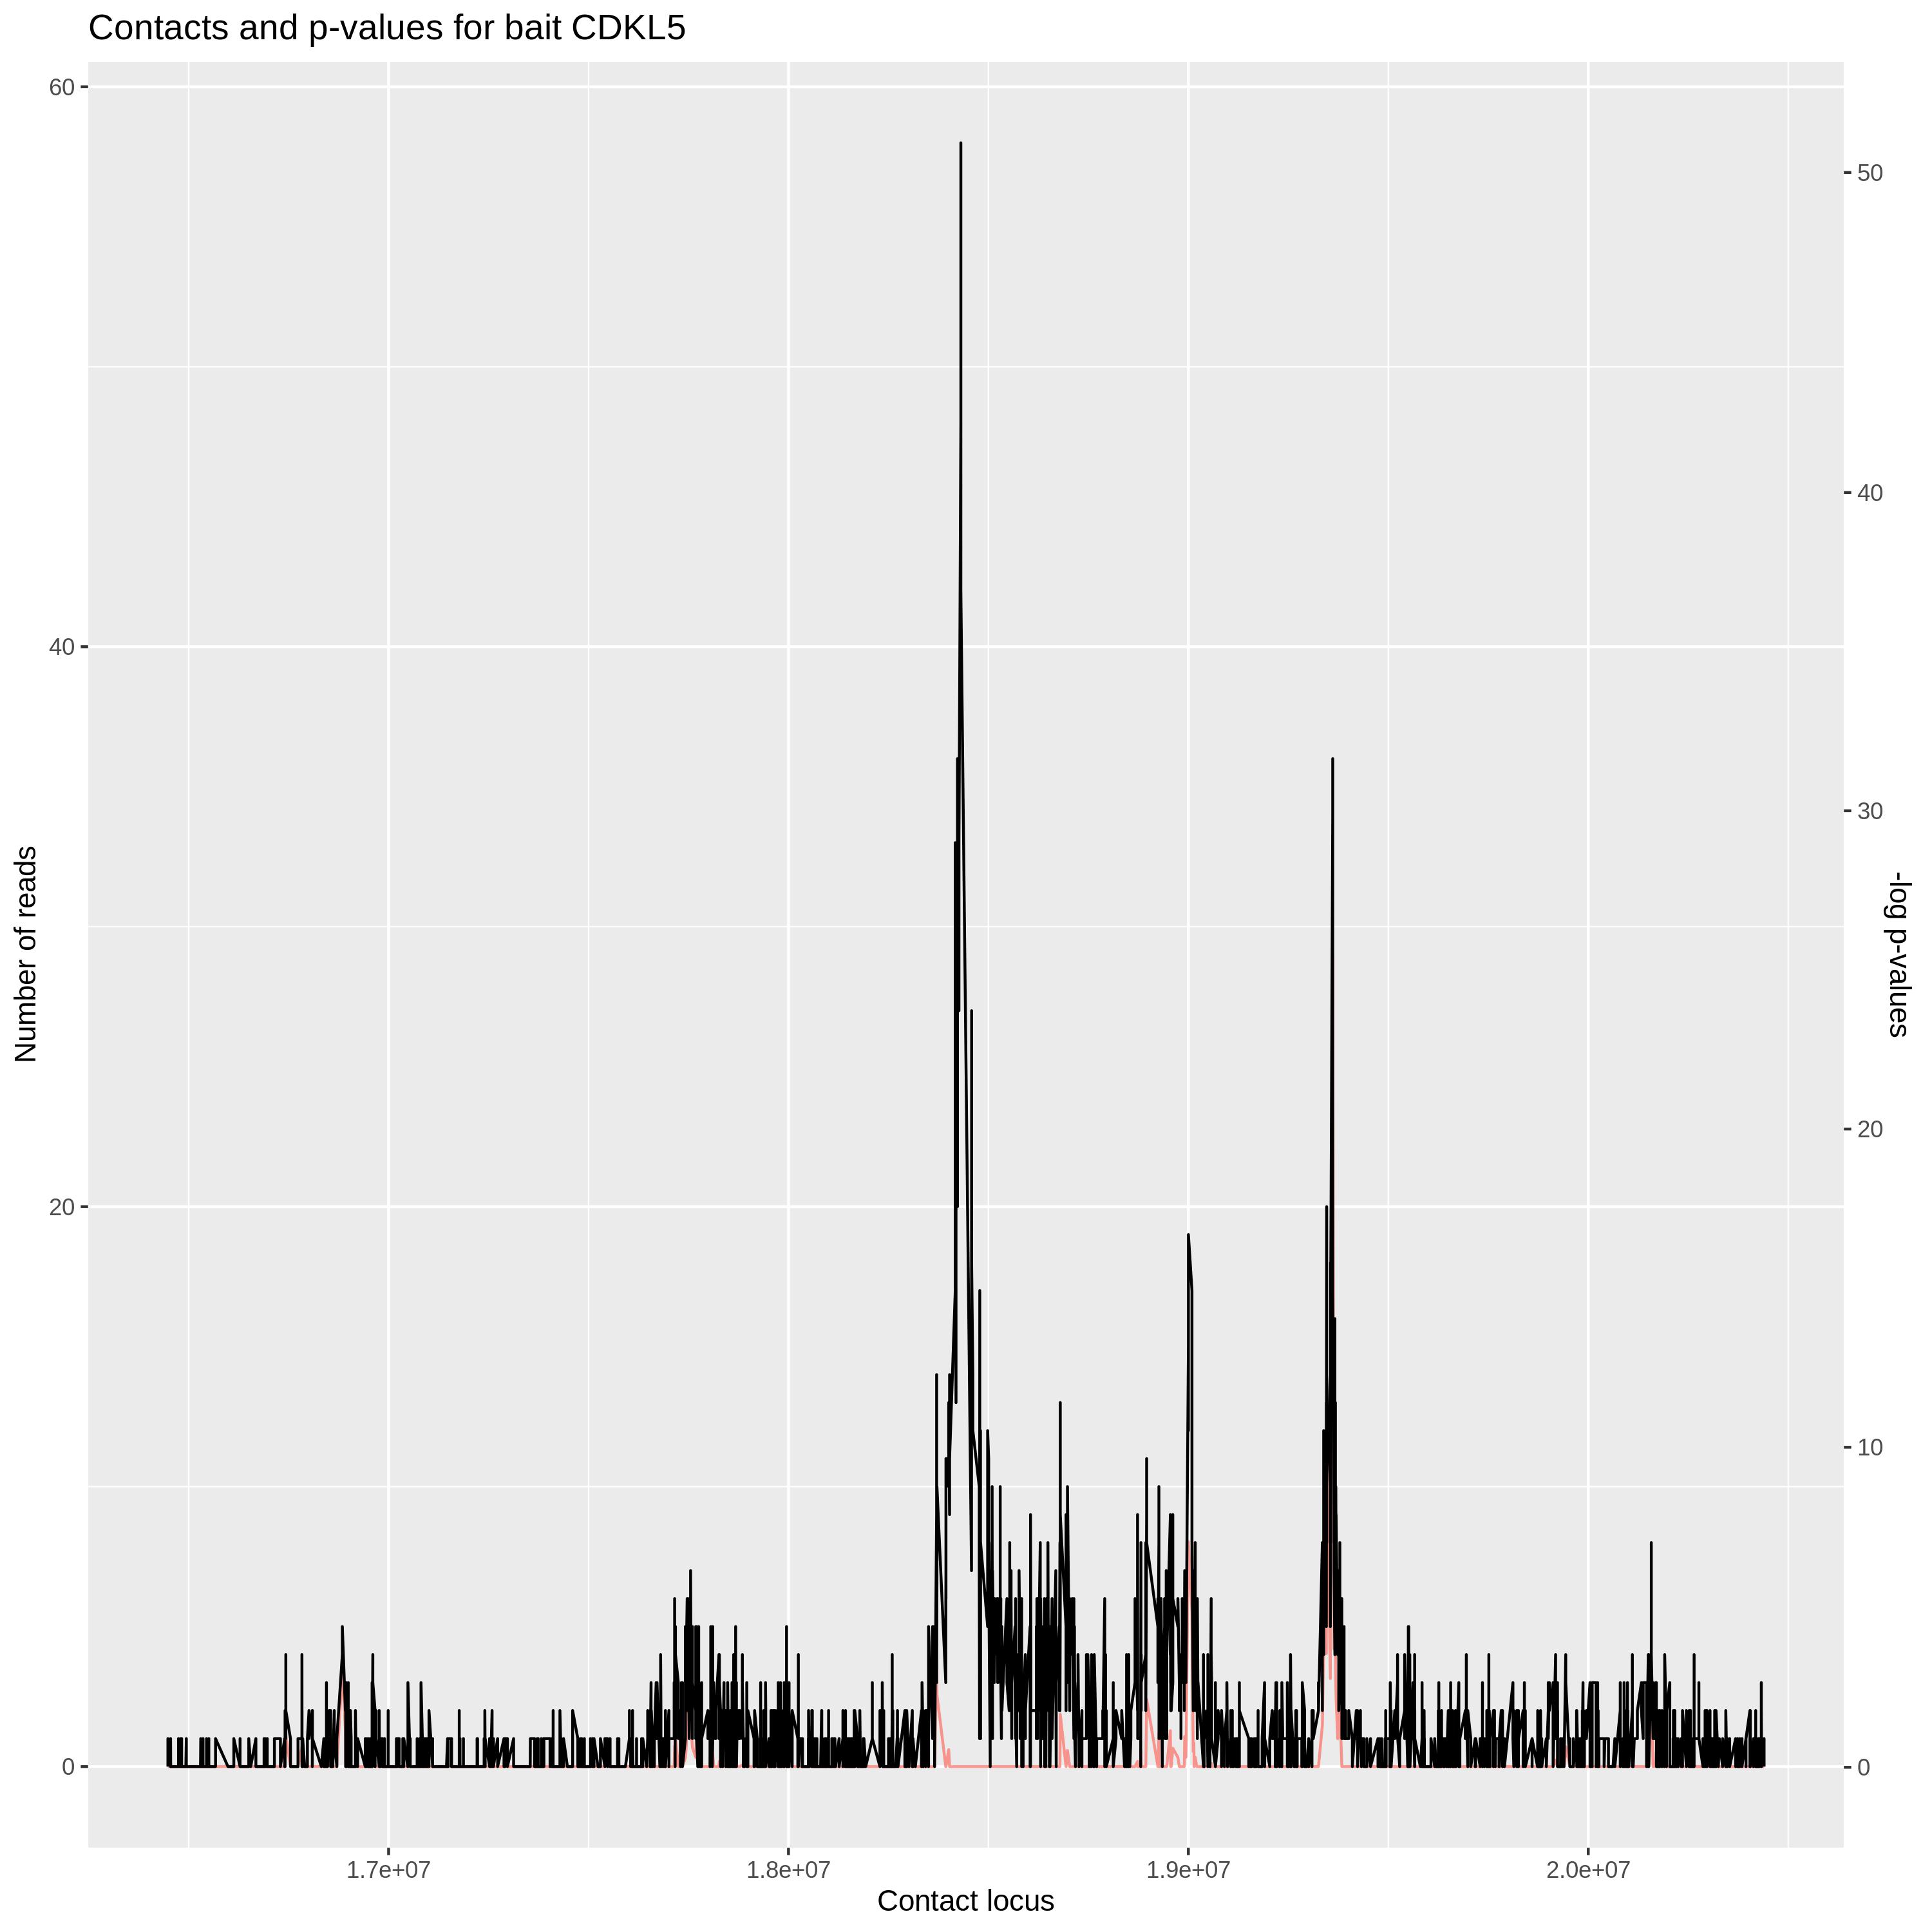 Contacts and p-values for bait CDKL5
60
40
20
0
Number of reads
50
40
30
20
10
0
-log p-values
1.7e+07
1.8e+07
1.9e+07
2.0e+07
Contact locus